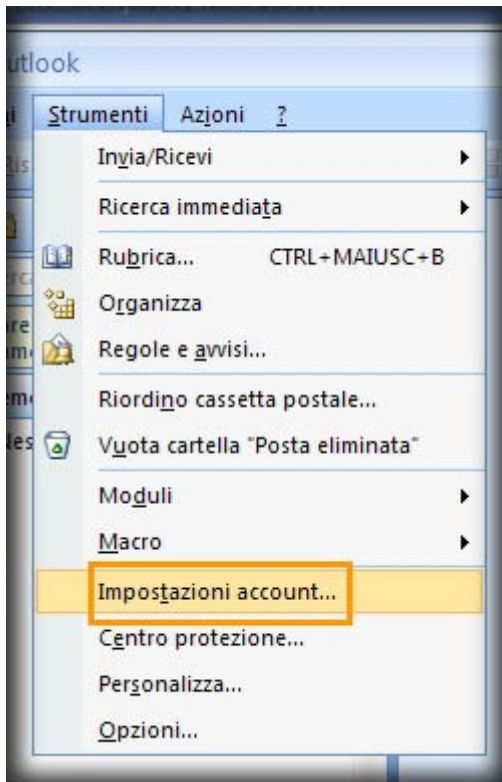 utlook
Strumenti Azioni ?
Invia/Ricevi
Ricerca immediata
Rubrica... CTRL+MAIUSC+B
Organizza
Regole e avvisi...
Riordino cassetta postale...
Vuota cartella "Posta eliminata"
Moduli
Macro
Impostazioni account...
Centro protezione...
Personalizza...
Opzioni...